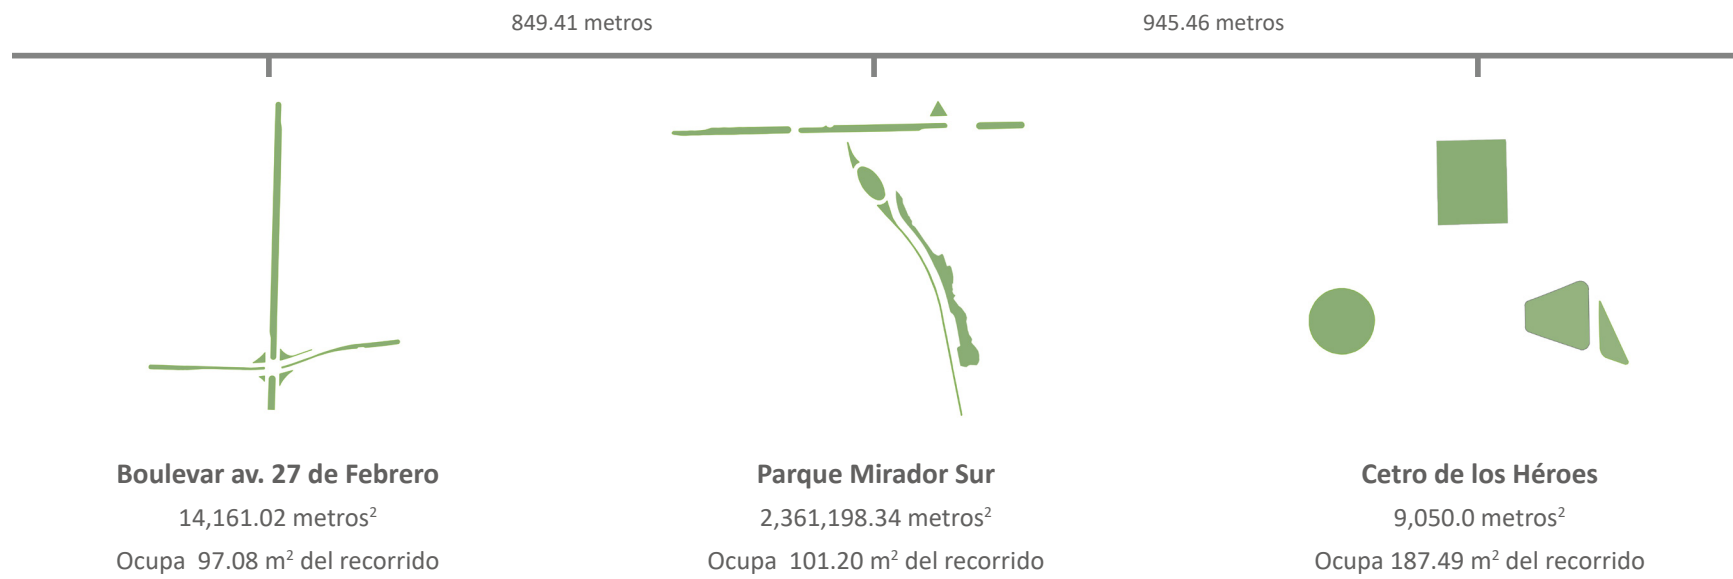 849.41 metros
945.46 metros
Boulevar av. 27 de Febrero
14,161.02 metros²
Ocupa 97.08 m² del recorrido
Parque Mirador Sur
2,361,198.34 metros²
Ocupa 101.20 m² del recorrido
Cetro de los Héroes
9,050.0 metros²
Ocupa 187.49 m² del recorrido